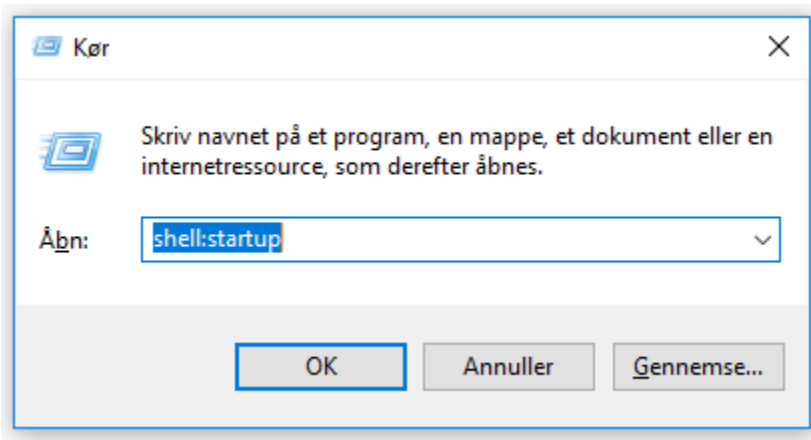 Kør
Skriv navnet på et program, en mappe, et dokument eller en
internetressource, som derefter åbnes.
Åbn: shell:startup
OK Annuller Gennemse...